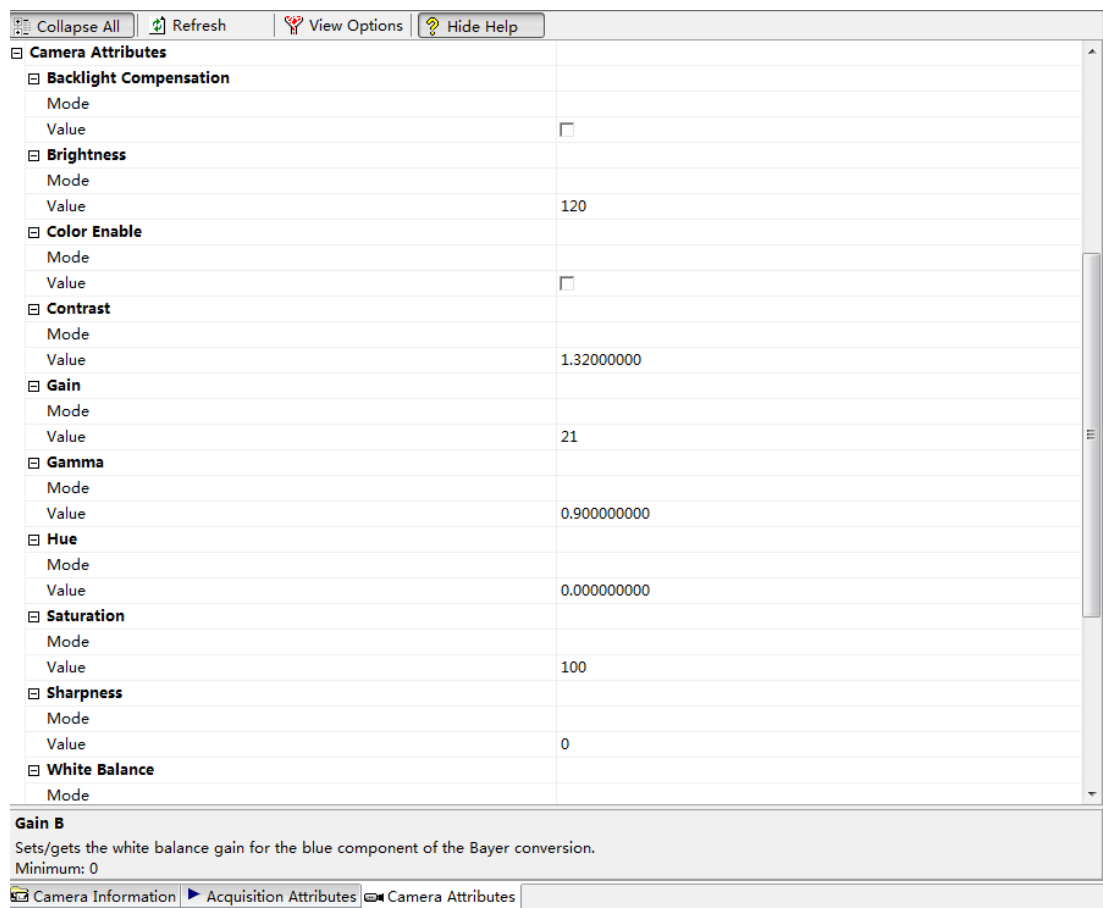 Collapse All Refresh View Options Hide Help
Camera Attributes
Backlight Compensation
Mode
Value
Brightness
Mode
Value 120
Color Enable
Mode
Value
Contrast
Mode
Value 1.32000000
Gain
Mode
Value 21
Gamma
Mode
Value 0.900000000
Hue
Mode
Value 0.000000000
Saturation
Mode
Value 100
Sharpness
Mode
Value 0
White Balance
Mode
Gain B
Sets/gets the white balance gain for the blue component of the Bayer conversion.
Minimum: 0
Camera Information Acquisition Attributes Camera Attributes